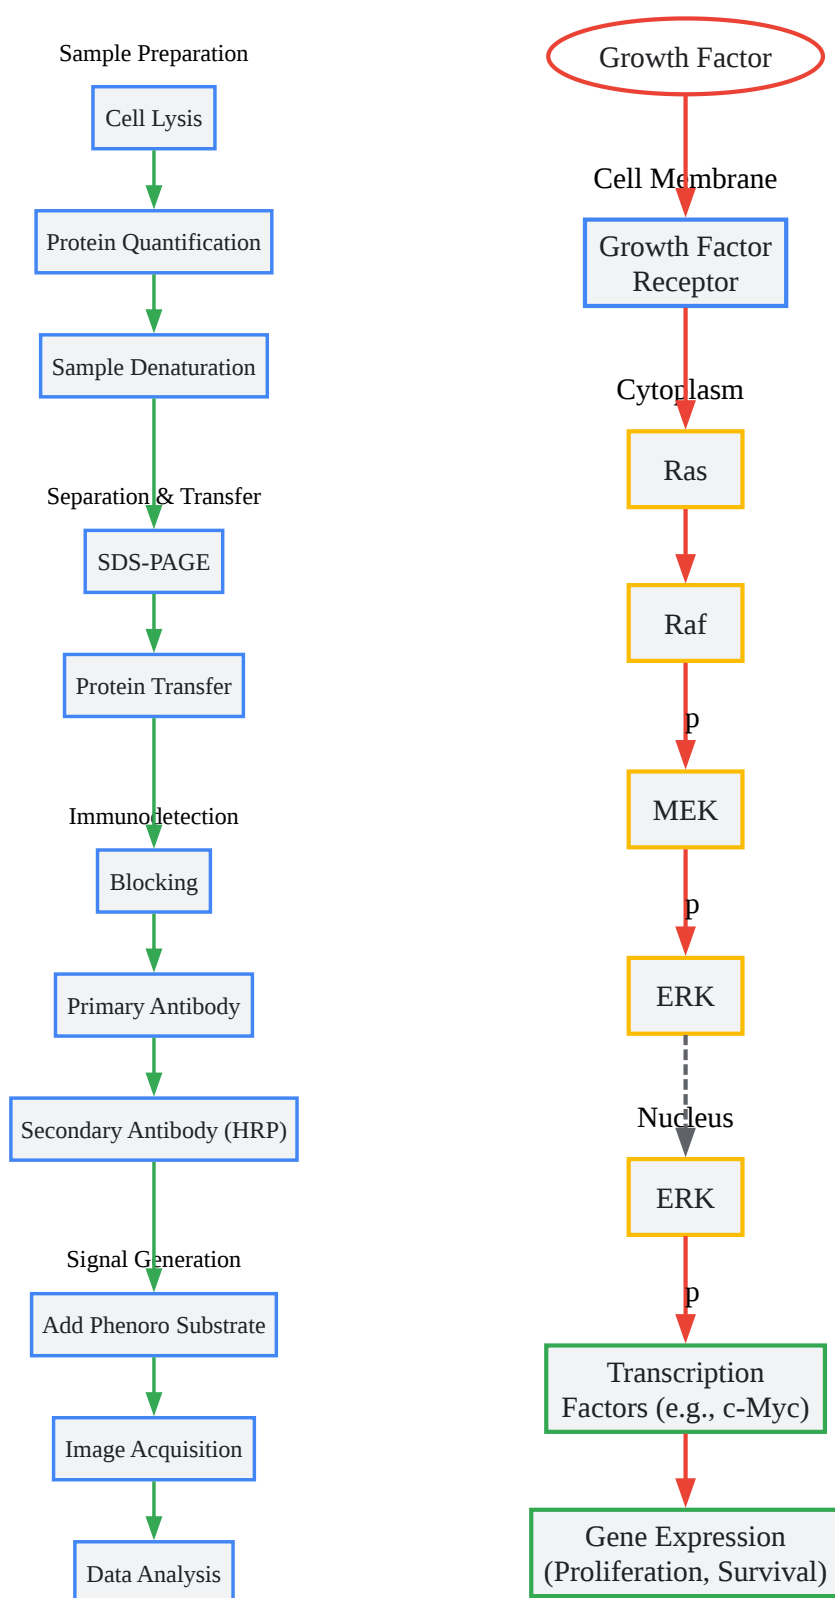 Sample Preparation
Cell Lysis
Protein Quantification
Sample Denaturation
Separation & Transfer
SDS-PAGE
Protein Transfer
Immunodetection
Blocking
Primary Antibody
Secondary Antibody (HRP)
Signal Generation
Add Phenoro Substrate
Image Acquisition
Data Analysis
Growth Factor
Cell Membrane
Growth Factor
Receptor
Cytoplasm
Ras
Raf
p
MEK
p
ERK
Nucleus
ERK
p
Transcription
Factors (e.g., c-Myc)
Gene Expression
(Proliferation, Survival)